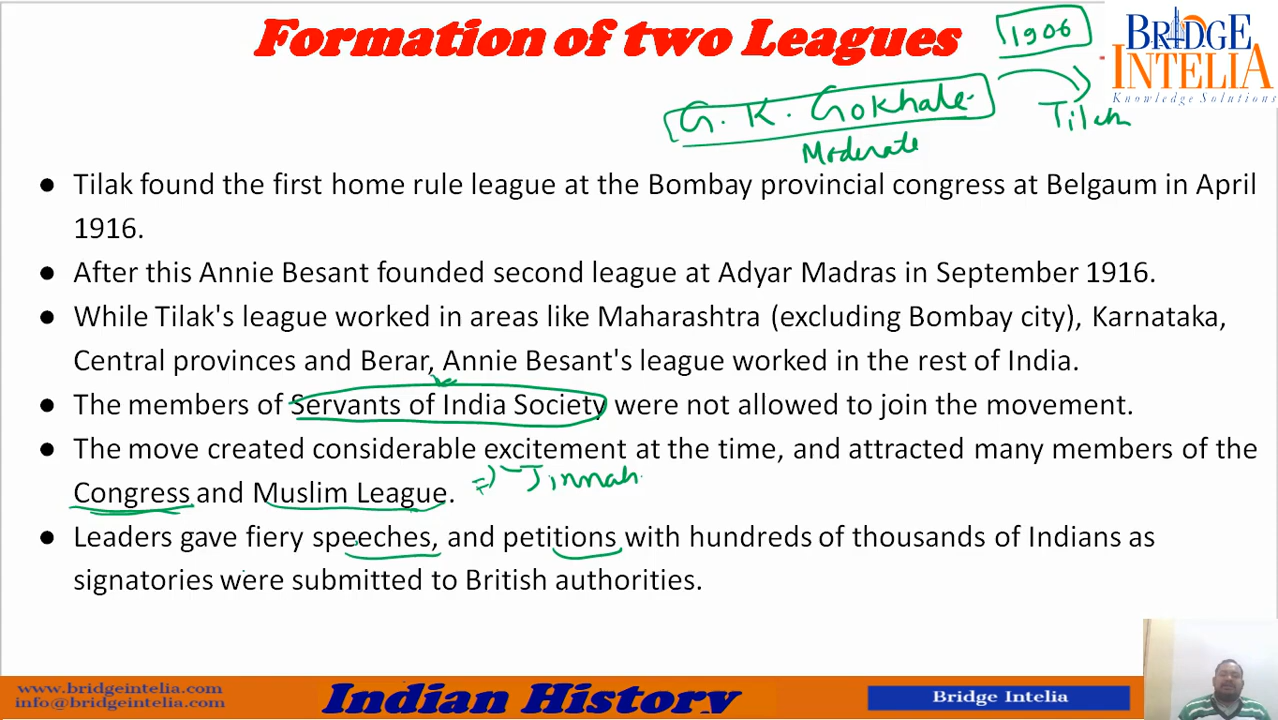 Formation of two Leagues
1906
BRIDGE
INTELIA
Knowledge Solutions
G. K. Gokhale
Tilak
Moderate
● Tilak found the first home rule league at the Bombay provincial congress at Belgaum in April
1916.
● After this Annie Besant founded second league at Adyar Madras in September 1916.
● While Tilak's league worked in areas like Maharashtra (excluding Bombay city), Karnataka,
Central provinces and Berar, Annie Besant's league worked in the rest of India.
● The members of Servants of India Society were not allowed to join the movement.
● The move created considerable excitement at the time, and attracted many members of the
Congress and Muslim League.
Jinnah
● Leaders gave fiery speeches, and petitions with hundreds of thousands of Indians as
signatories were submitted to British authorities.
www.bridgeintelia.com
info@bridgeintelia.com
Indian History
Bridge Intelia